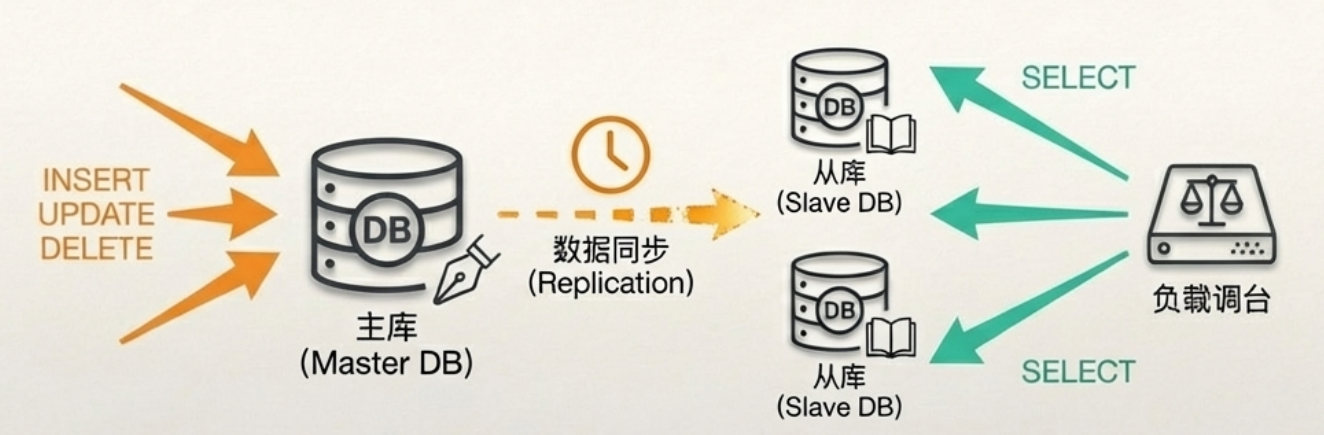 INSERT
UPDATE
DELETE
DB
主库
(Master DB)
数据同步
(Replication)
DB
从库
(Slave DB)
DB
从库
(Slave DB)
SELECT
SELECT
负载调台